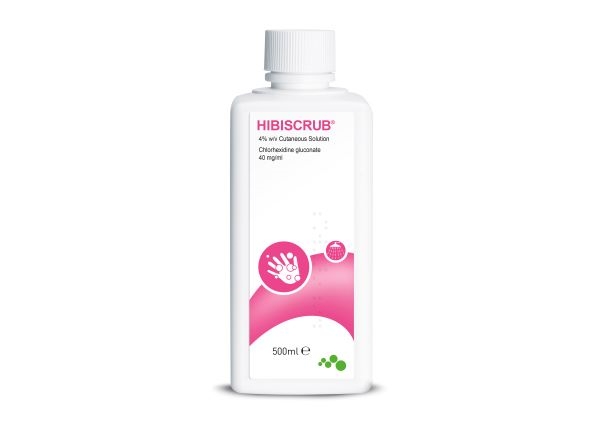 HIBISCRUB®
4% w/v Cutaneous Solution
Chlorhexidine gluconate
40 mg/ml
500ml ℮